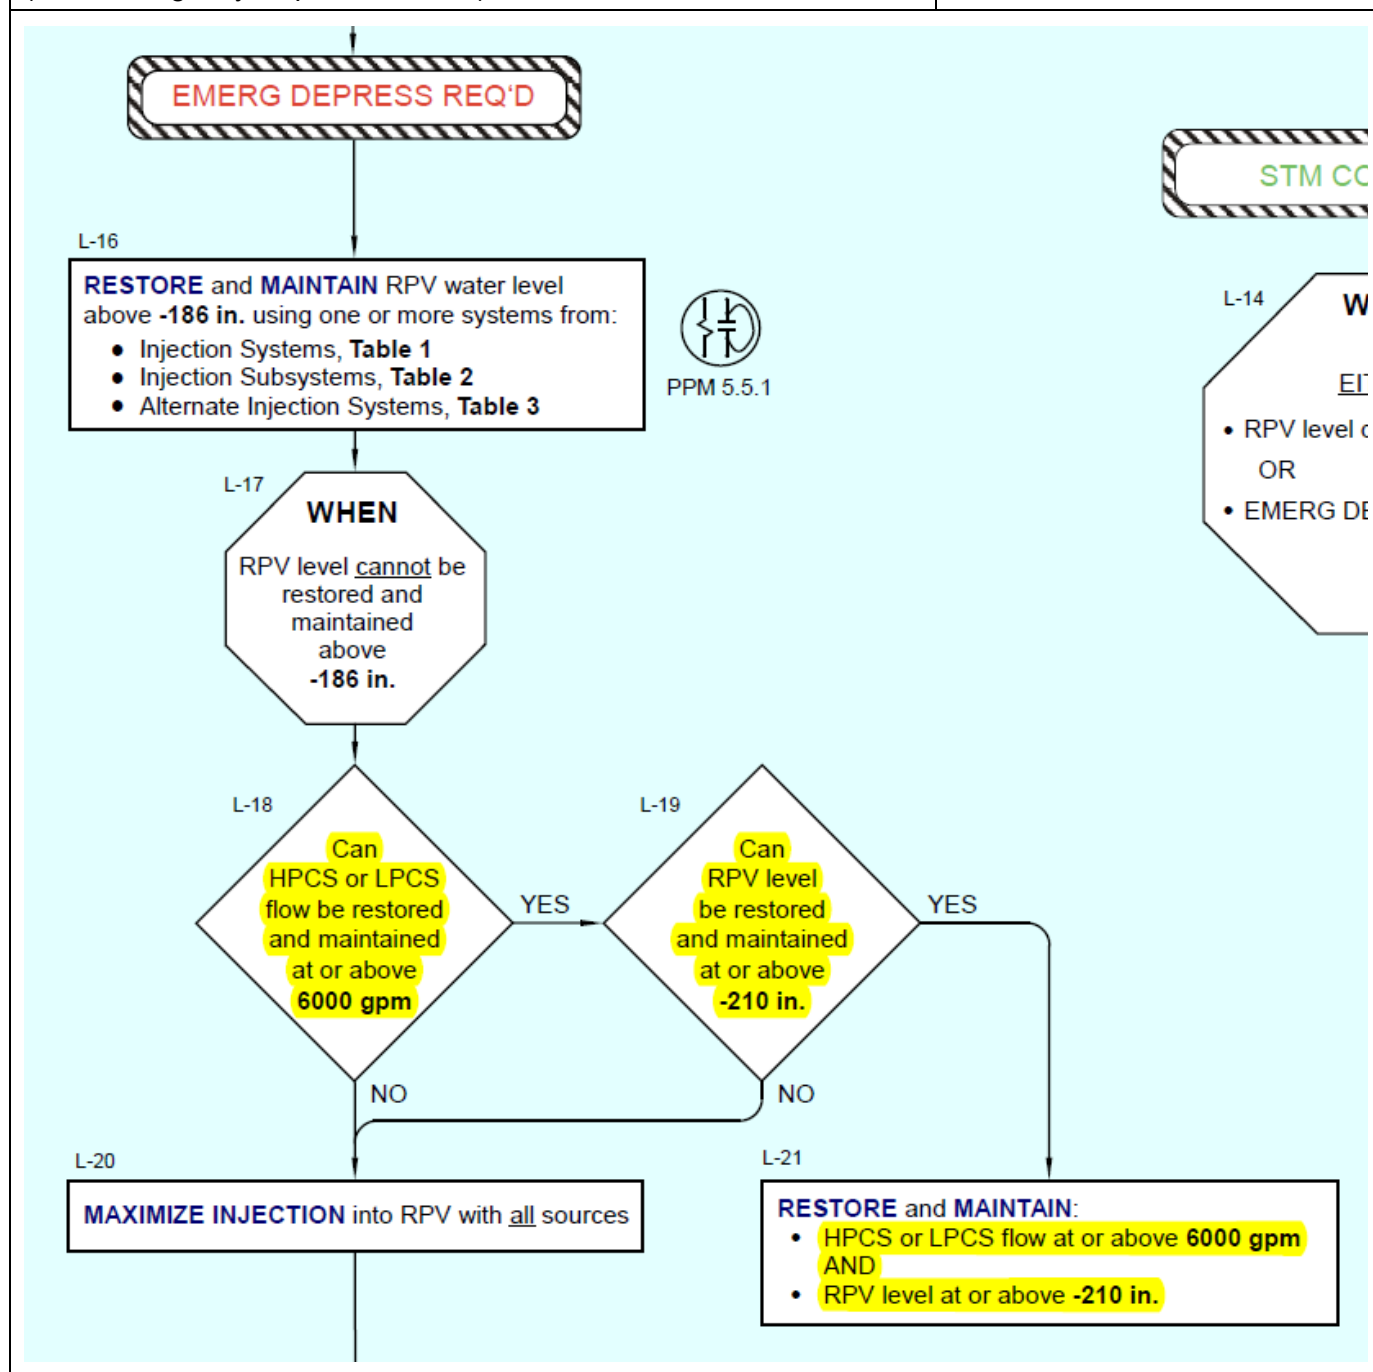 EMERG DEPRESS REQ'D
STM CO
L-16
RESTORE and MAINTAIN RPV water level
above -186 in. using one or more systems from:
● Injection Systems, Table 1
● Injection Subsystems, Table 2
● Alternate Injection Systems, Table 3
PPM 5.5.1
L-14
W
EI
• RPV level c
OR
• EMERG DE
L-17
WHEN
RPV level cannot be
restored and
maintained
above
-186 in.
L-18
Can
HPCS or LPCS
flow be restored
and maintained
at or above
6000 gpm
YES
NO
L-19
Can
RPV level
be restored
and maintained
at or above
-210 in.
YES
NO
L-20
MAXIMIZE INJECTION into RPV with all sources
L-21
RESTORE and MAINTAIN:
• HPCS or LPCS flow at or above 6000 gpm
AND
• RPV level at or above -210 in.